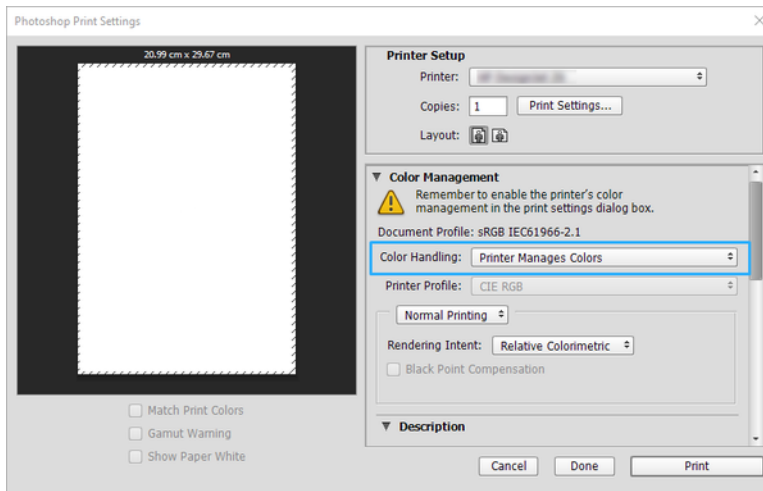 Photoshop Print Settings
20.99 cm x 29.67 cm
Match Print Colors
Gamut Warning
Show Paper White
Printer Setup
Printer:
Copies: 1 Print Settings...
Layout:
Color Management
Remember to enable the printer's color
management in the print settings dialog box.
Document Profile: sRGB IEC61966-2.1
Color Handling: Printer Manages Colors
Printer Profile: CIE RGB
Normal Printing
Rendering Intent: Relative Colorimetric
Black Point Compensation
Description
Cancel Done Print